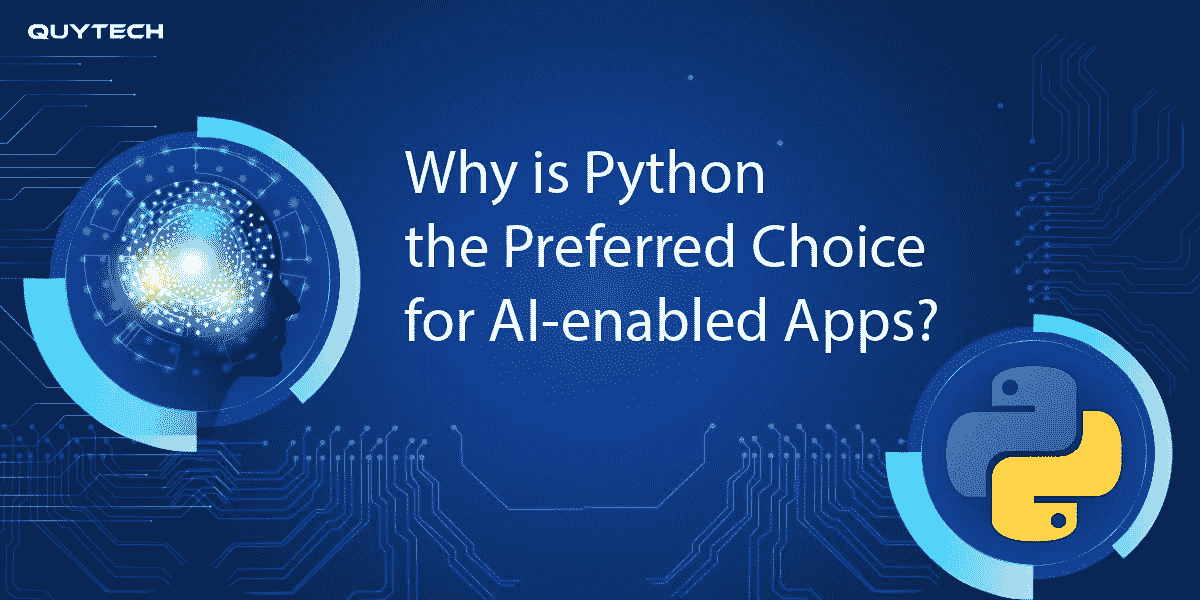 QUYTECH
Why is Python
the Preferred Choice
for AI-enabled Apps?